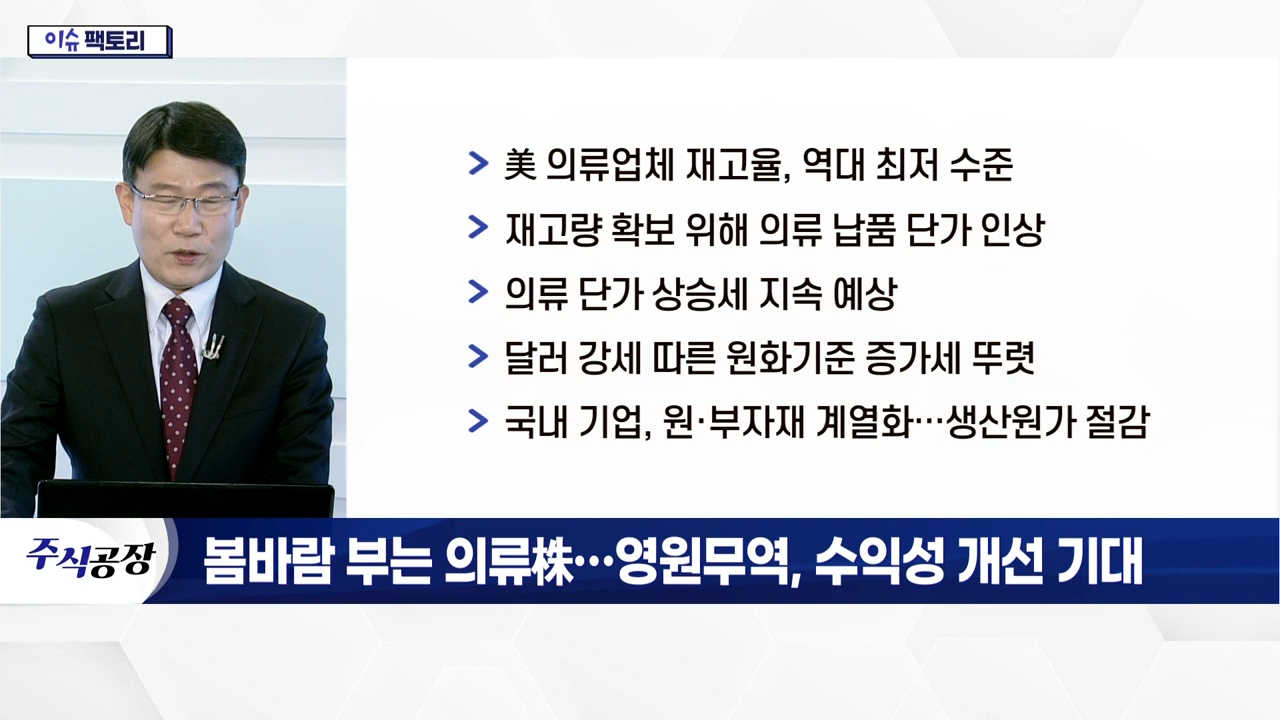 이슈 팩토리
> 美 의류업체 재고율, 역대 최저 수준
> 재고량 확보 위해 의류 납품 단가 인상
> 의류 단가 상승세 지속 예상
> 달러 강세 따른 원화기준 증가세 뚜렷
> 국내 기업, 원·부자재 계열화…생산원가 절감
주식공장
봄바람 부는 의류株…영원무역, 수익성 개선 기대